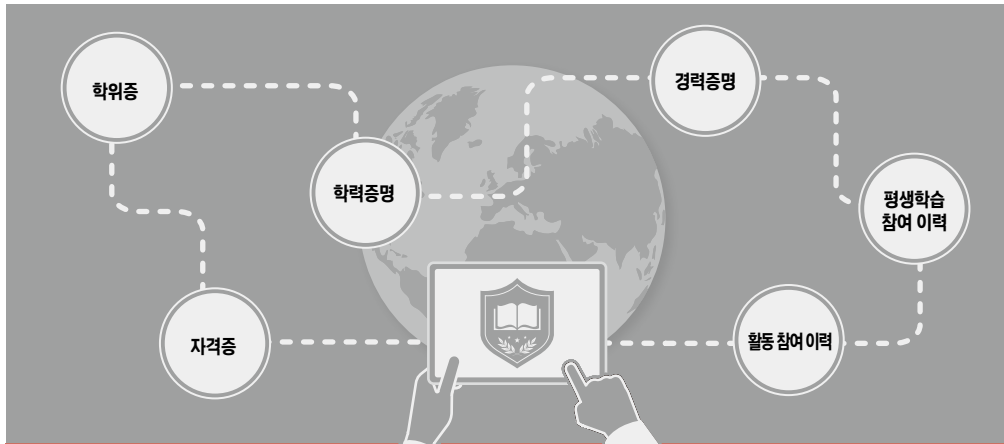 학위증
학력증명
경력증명
평생학습
참여 이력
자격증
활동 참여 이력